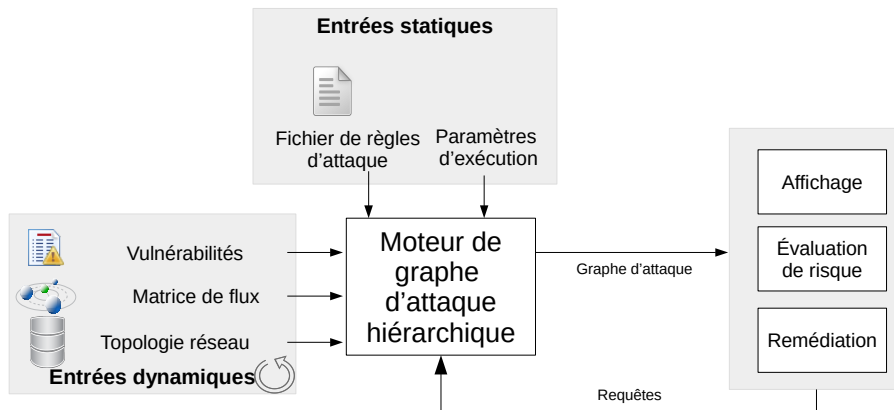 Entrées statiques
Fichier de règles
d'attaque
Paramètres
d'exécution
Vulnérabilités
Matrice de flux
Topologie réseau
Entrées dynamiques
Moteur de
graphe
d'attaque
hiérarchique
Graphe d'attaque
Affichage
Évaluation
de risque
Remédiation
Requêtes